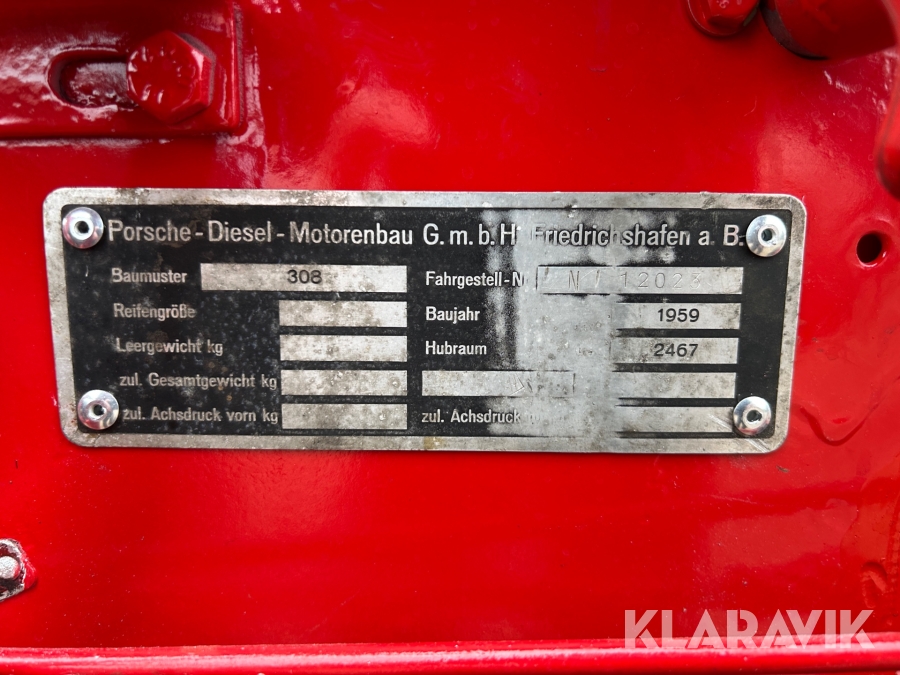 Porsche-Diesel-Motorenbau G.m.b.H. Friedrichshafen a. B.
Baumuster 308 Fahrgestell-N / N / 12023
Reifengröße Baujahr 1959
Leergewicht kg Hubraum 2467
zul. Gesamtgewicht kg
zul. Achsdruck vorn kg zul. Achsdruck
KLARAVIK